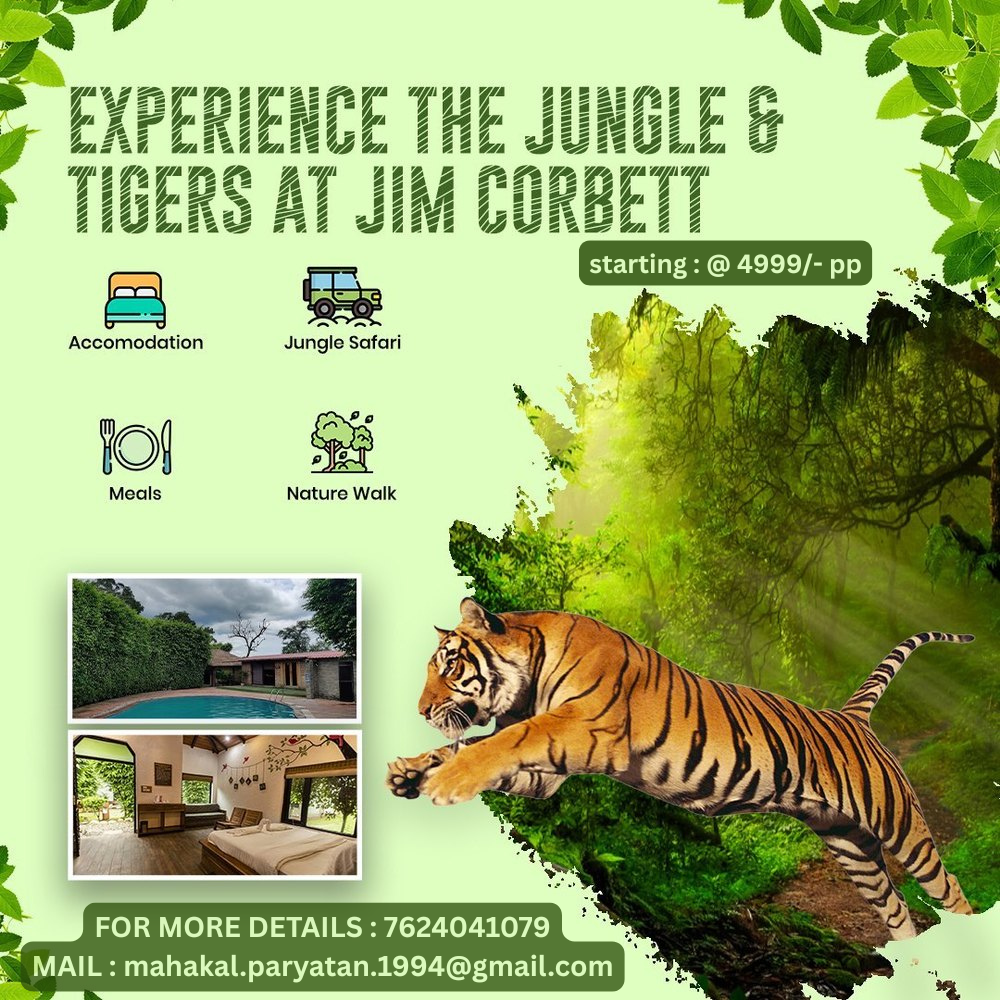 EXPERIENCE THE JUNGLE &
TIGERS AT JIM CORBETT
starting : @ 4999/- pp
Accomodation
Jungle Safari
Meals
Nature Walk
FOR MORE DETAILS : 7624041079
MAIL : mahakal.paryatan.1994@gmail.com